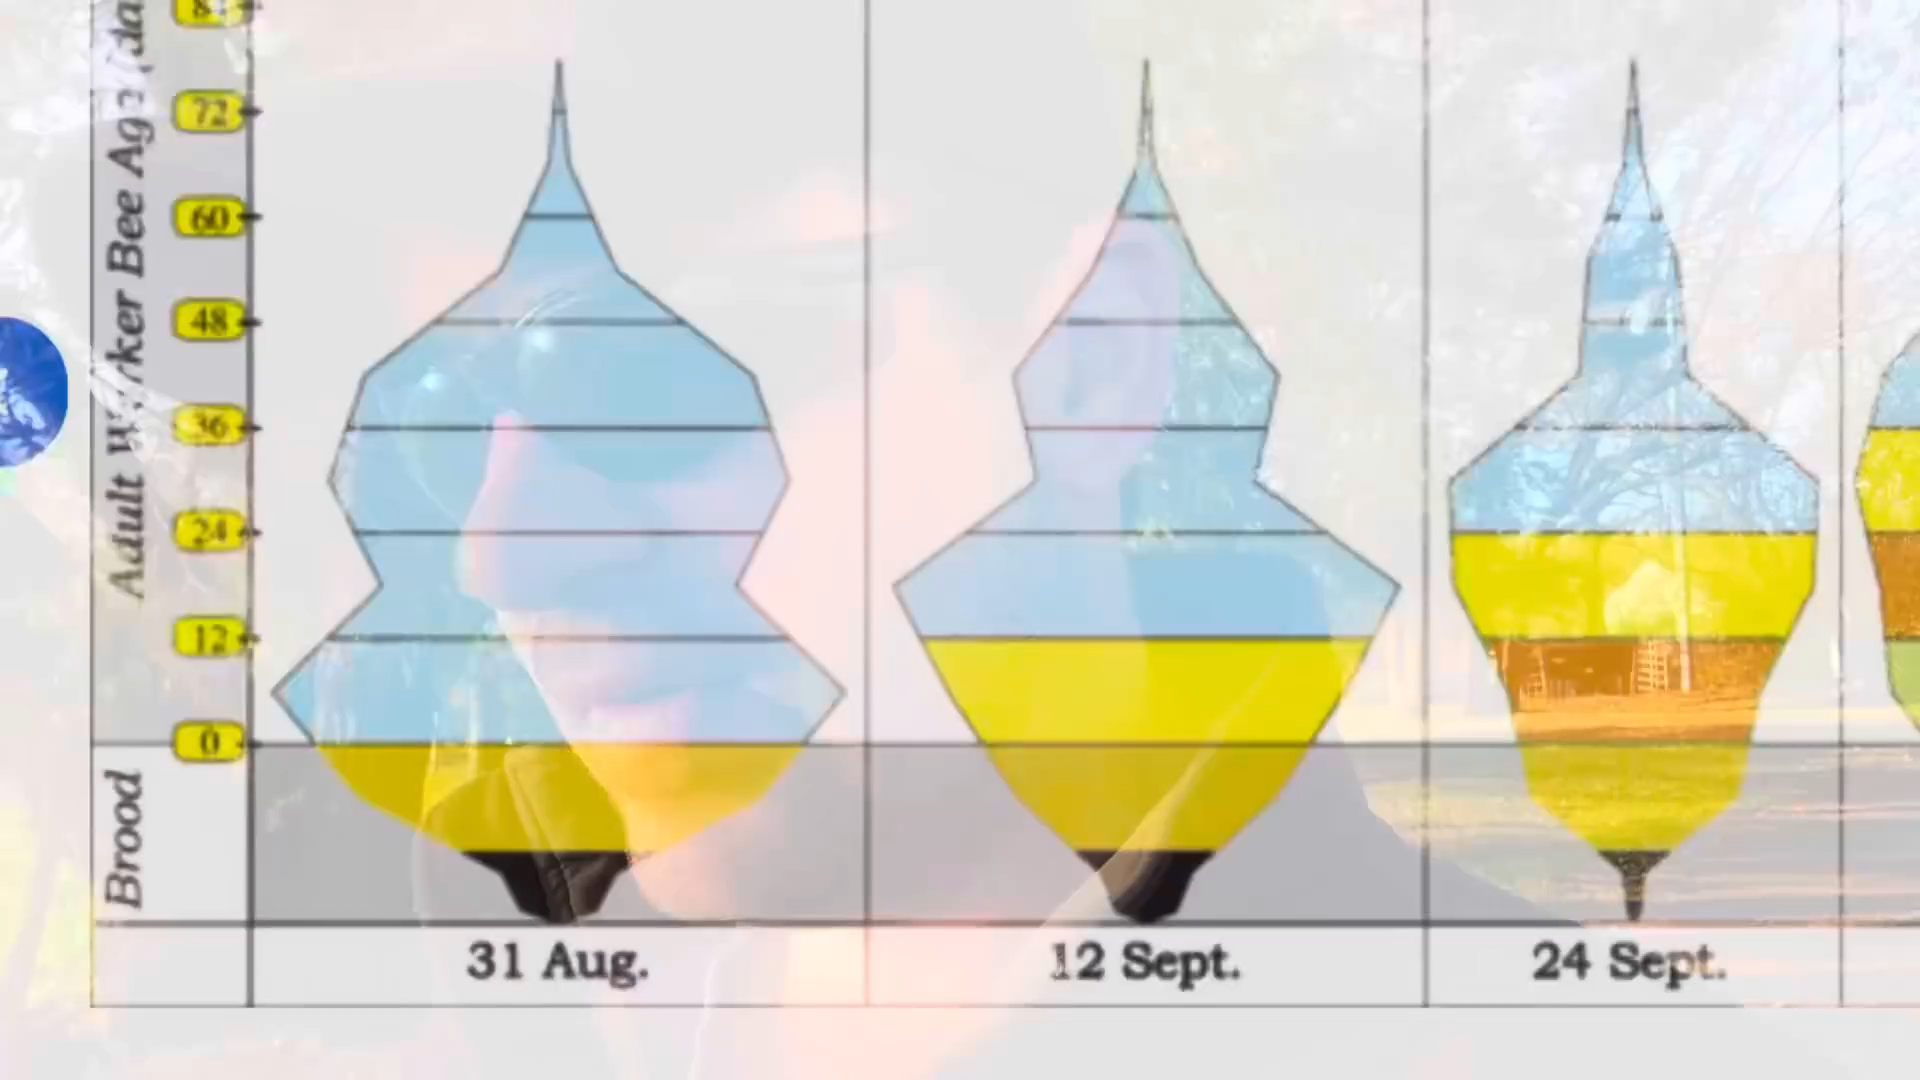 Adult Worker Bee Age (da
84
72
60
48
36
24
12
0
Brood
31 Aug.
12 Sept.
24 Sept.